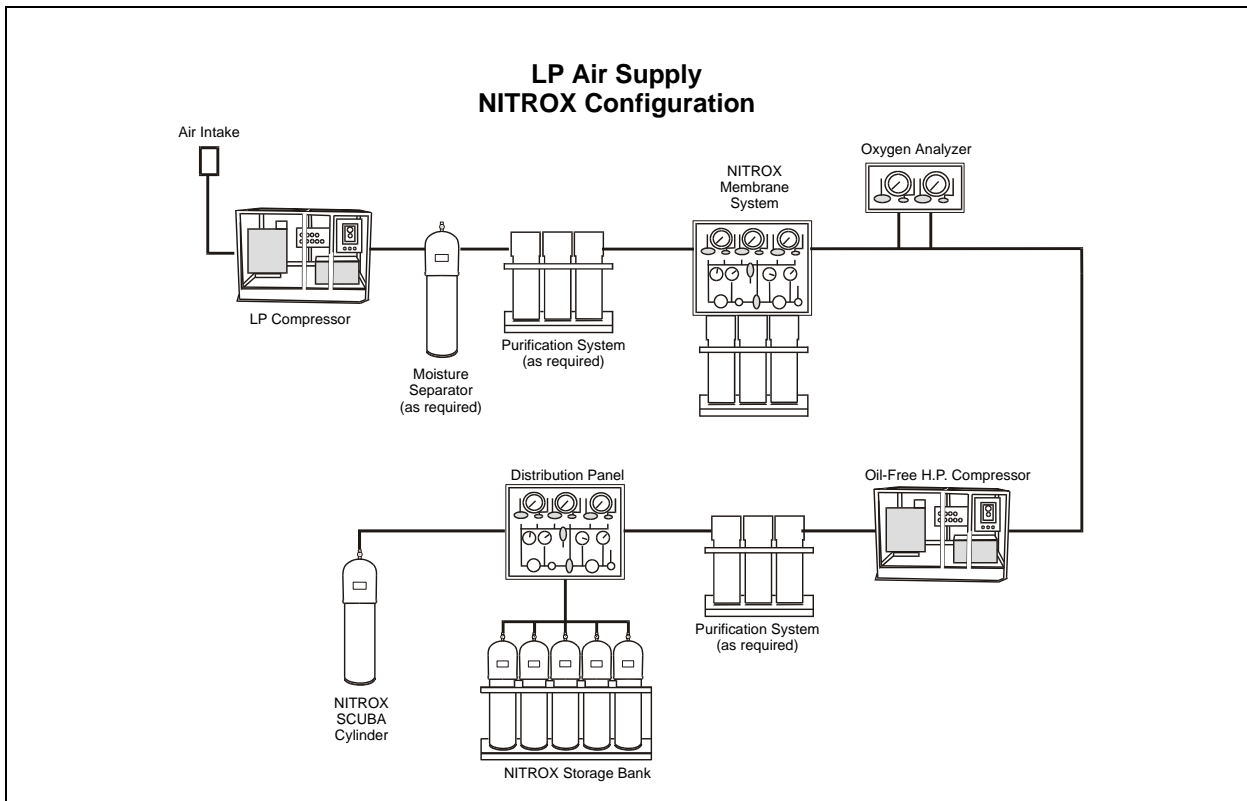 LP Air Supply
NITROX Configuration
Air Intake
LP Compressor
Moisture
Separator
(as required)
Purification System
(as required)
NITROX
Membrane
System
Oxygen Analyzer
Oil-Free H.P. Compressor
Purification System
(as required)
Distribution Panel
NITROX Storage Bank
NITROX
SCUBA
Cylinder